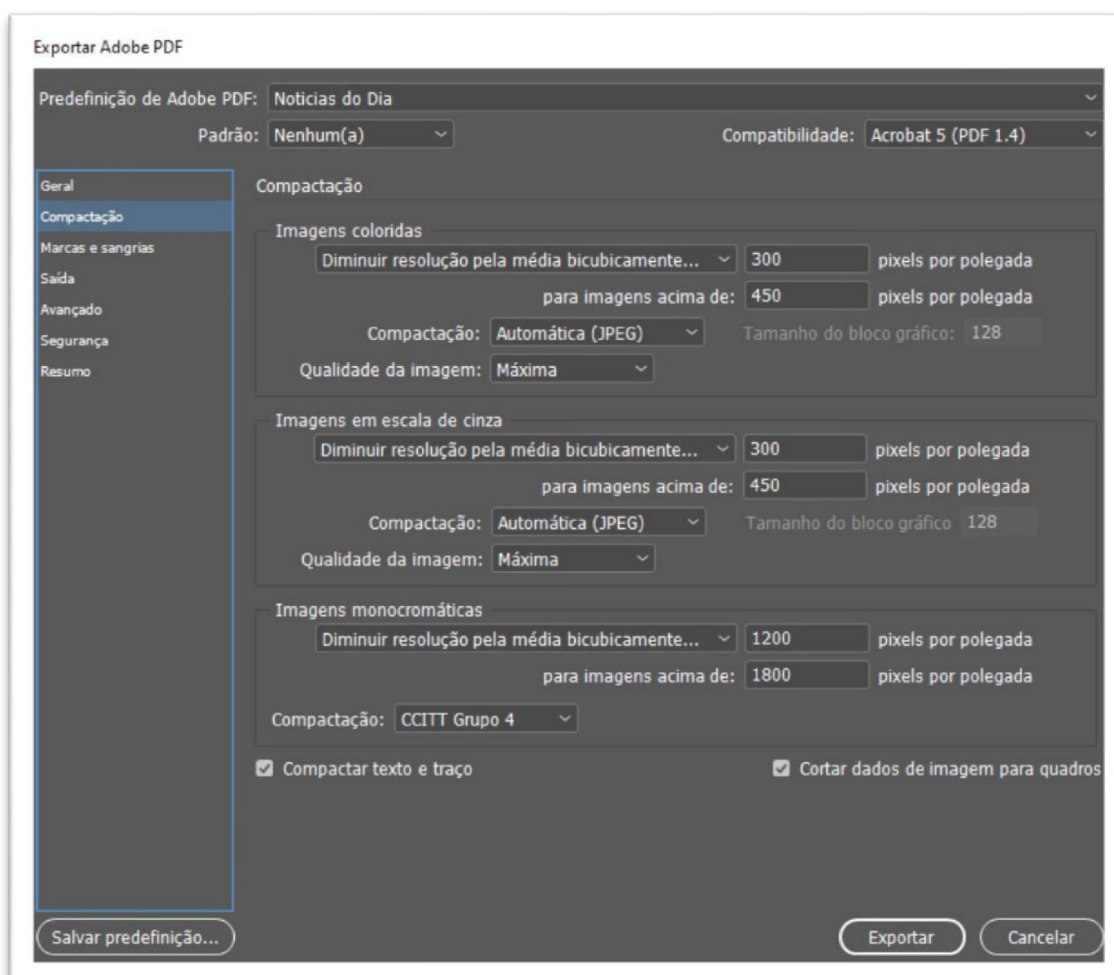 Exportar Adobe PDF
Predefinição de Adobe PDF: Noticias do Dia
Padrão: Nenhum(a) Compatibilidade: Acrobat 5 (PDF 1.4)
Geral
Compactação
Marcas e sangrias
Saída
Avançado
Segurança
Resumo
Compactação
Imagens coloridas
Diminuir resolução pela média bicubicamente... 300 pixels por polegada
para imagens acima de: 450 pixels por polegada
Compactação: Automática (JPEG) Tamanho do bloco gráfico: 128
Qualidade da imagem: Máxima
Imagens em escala de cinza
Diminuir resolução pela média bicubicamente... 300 pixels por polegada
para imagens acima de: 450 pixels por polegada
Compactação: Automática (JPEG) Tamanho do bloco gráfico 128
Qualidade da imagem: Máxima
Imagens monocromáticas
Diminuir resolução pela média bicubicamente... 1200 pixels por polegada
para imagens acima de: 1800 pixels por polegada
Compactação: CCITT Grupo 4
Compactar texto e traço Cortar dados de imagem para quadros
Salvar predefinição... Exportar Cancelar